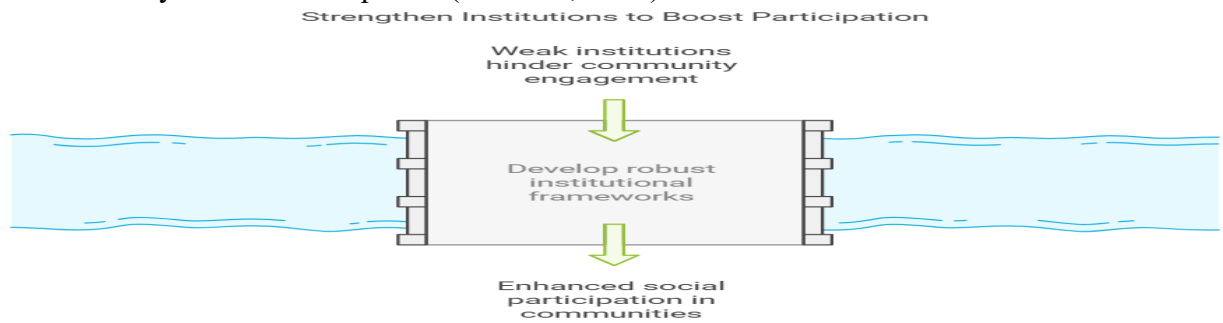 Strengthen Institutions to Boost Participation
Weak institutions
hinder community
engagement
Develop robust
institutional
frameworks
Enhanced social
participation in
communities